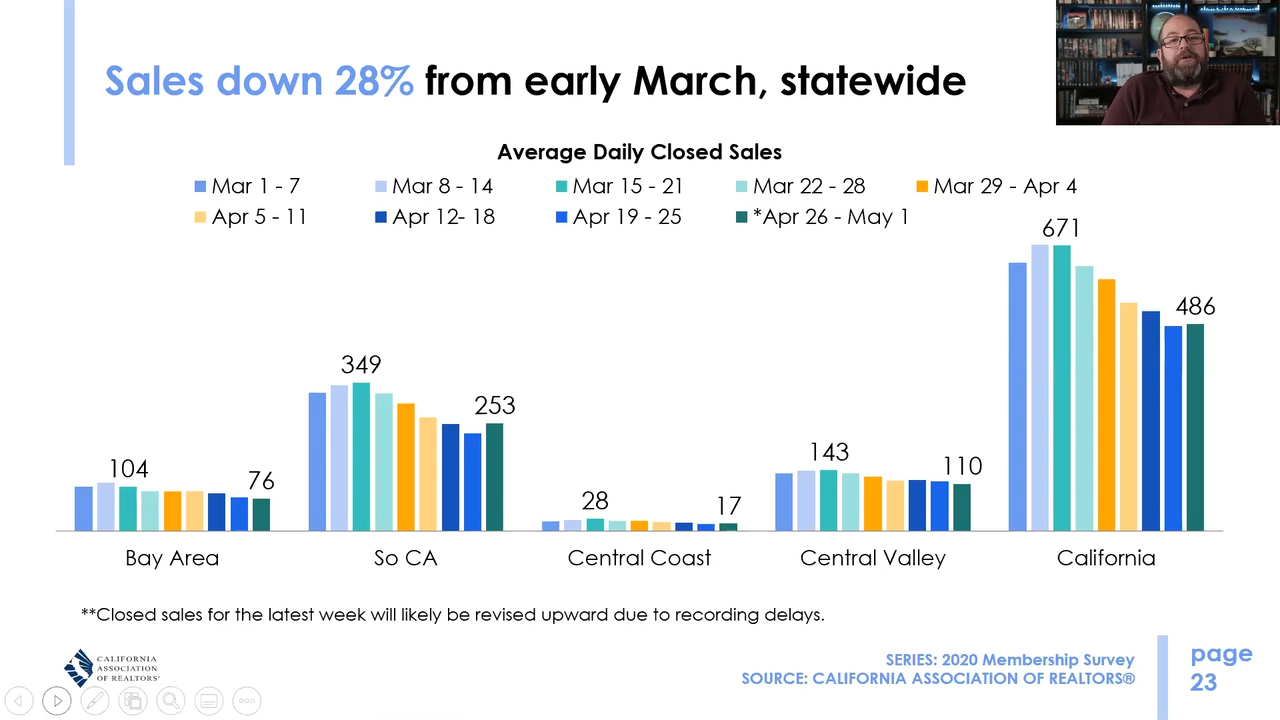 Sales down 28% from early March, statewide
Average Daily Closed Sales
Mar 1 - 7
Mar 8 - 14
Mar 15 - 21
Mar 22 - 28
Mar 29 - Apr 4
Apr 5 - 11
Apr 12- 18
Apr 19 - 25
*Apr 26 - May 1
104
76
349
253
28
17
143
110
671
486
Bay Area
So CA
Central Coast
Central Valley
California
**Closed sales for the latest week will likely be revised upward due to recording delays.
CALIFORNIA
ASSOCIATION
OF REALTORS®
SERIES: 2020 Membership Survey
SOURCE: CALIFORNIA ASSOCIATION OF REALTORS®
page
23